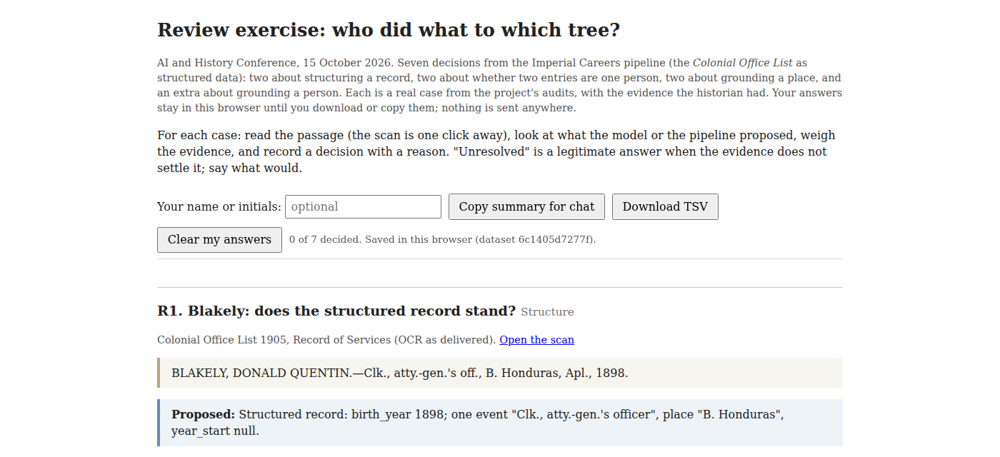 Review exercise: who did what to which tree?
AI and History Conference, 15 October 2026. Seven decisions from the Imperial Careers pipeline (the Colonial Office List as
structured data): two about structuring a record, two about whether two entries are one person, two about grounding a place, and
an extra about grounding a person. Each is a real case from the project's audits, with the evidence the historian had. Your answers
stay in this browser until you download or copy them; nothing is sent anywhere.
For each case: read the passage (the scan is one click away), look at what the model or the pipeline proposed, weigh
the evidence, and record a decision with a reason. "Unresolved" is a legitimate answer when the evidence does not
settle it; say what would.
Your name or initials: optional Copy summary for chat Download TSV
Clear my answers 0 of 7 decided. Saved in this browser (dataset 6c1405d7277f).
R1. Blakely: does the structured record stand? Structure
Colonial Office List 1905, Record of Services (OCR as delivered). Open the scan
BLAKELY, DONALD QUENTIN.—Clk., atty.-gen.'s off., B. Honduras, Apl., 1898.
Proposed: Structured record: birth_year 1898; one event "Clk., atty.-gen.'s officer", place "B. Honduras",
year_start null.